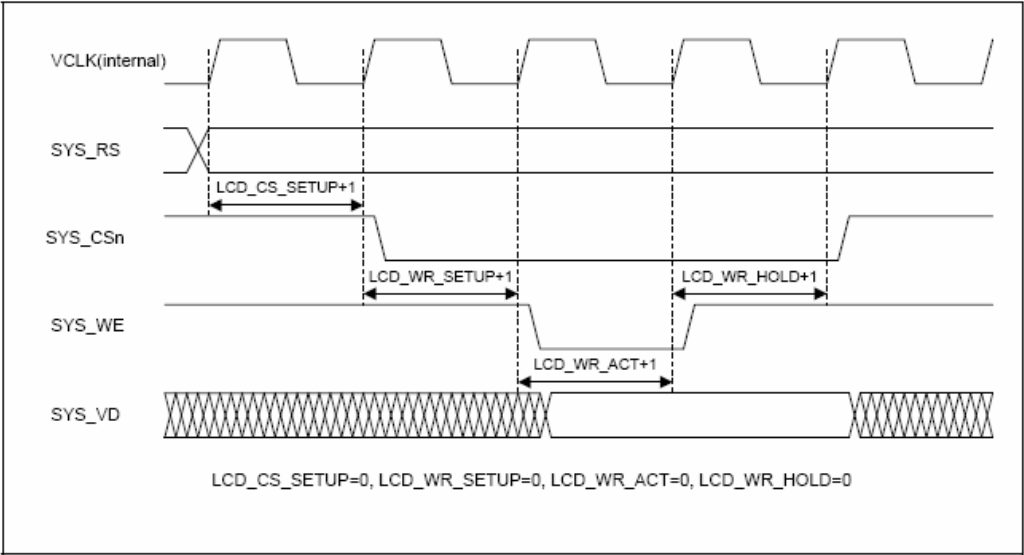 VCLK(internal)
SYS_RS
LCD_CS_SETUP+1
SYS_CSn
LCD_WR_SETUP+1
LCD_WR_HOLD+1
SYS_WE
LCD_WR_ACT+1
SYS_VD
LCD_CS_SETUP=0, LCD_WR_SETUP=0, LCD_WR_ACT=0, LCD_WR_HOLD=0